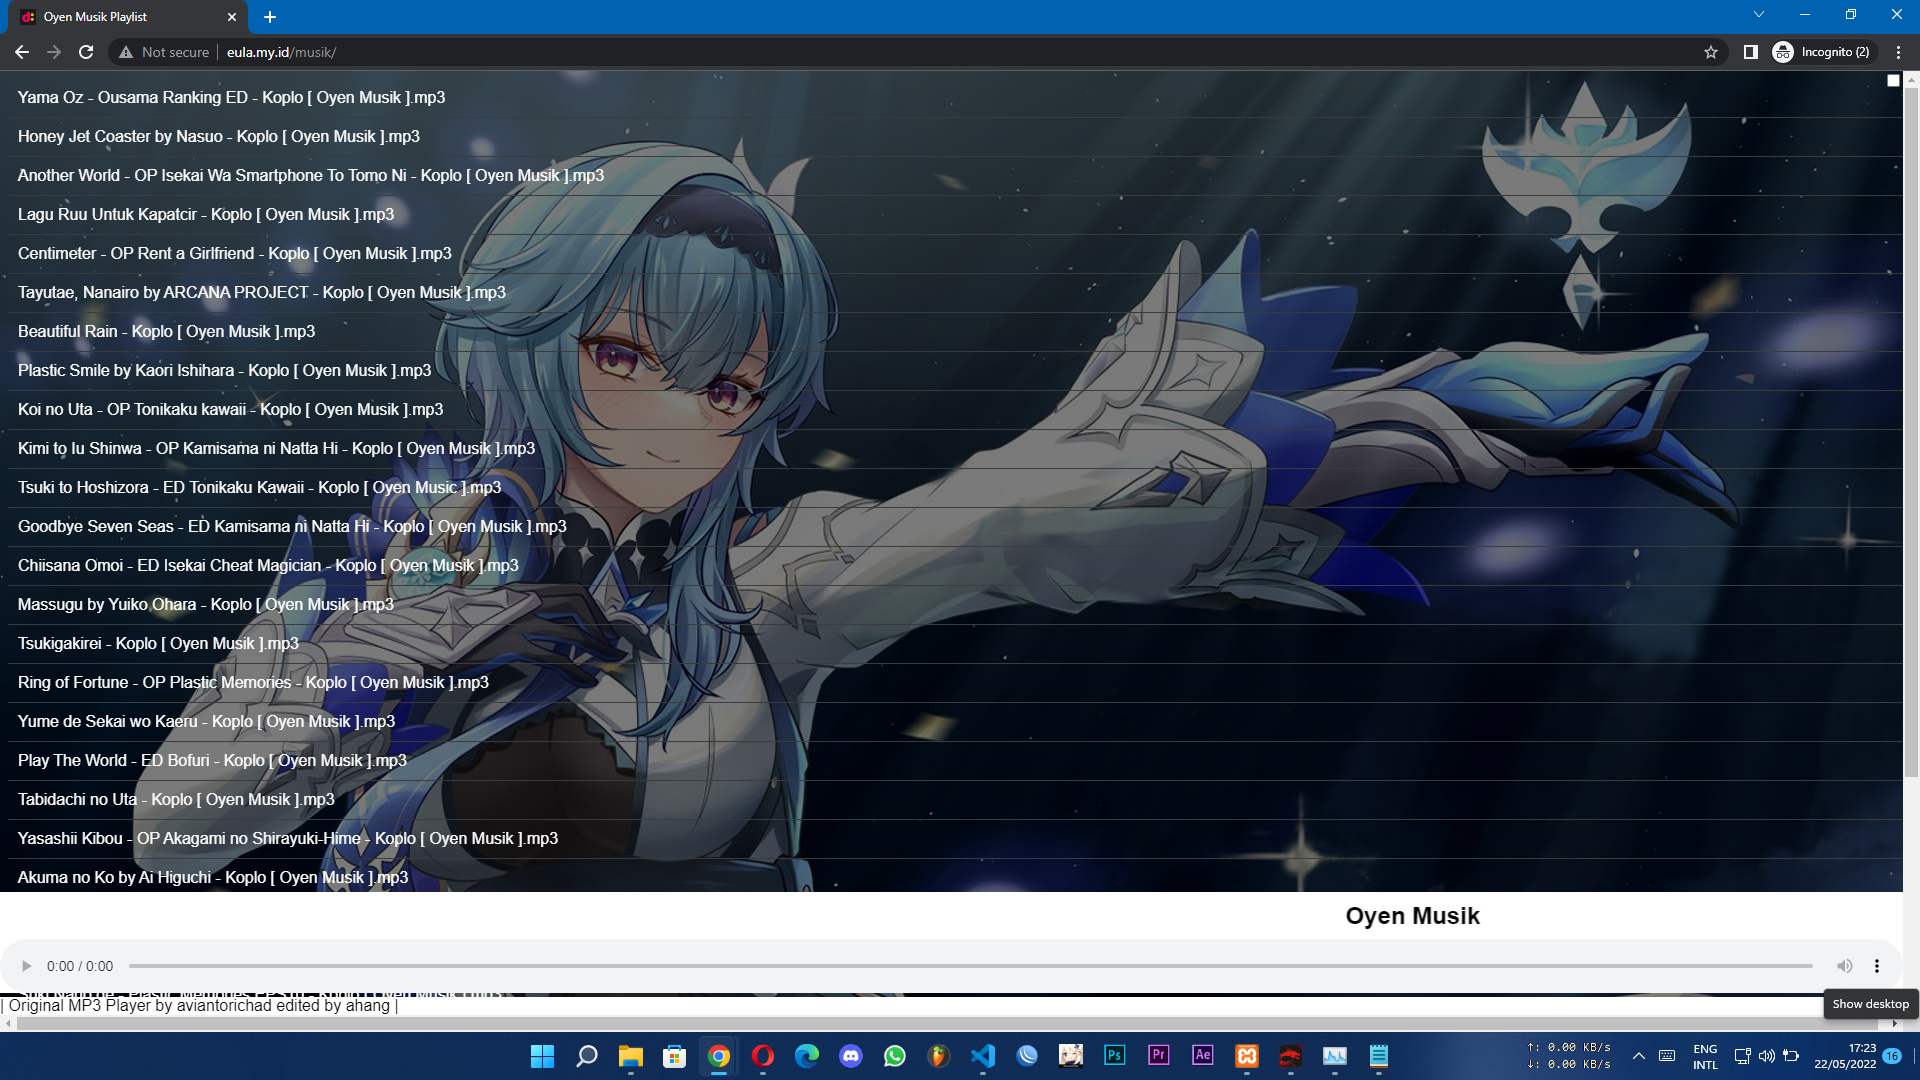 Oyen Musik Playlist
Not secure eula.my.id/musik/ Incognito (2)
Yama Oz - Ousama Ranking ED - Koplo [ Oyen Musik ].mp3
Honey Jet Coaster by Nasuo - Koplo [ Oyen Musik ].mp3
Another World - OP Isekai Wa Smartphone To Tomo Ni - Koplo [ Oyen Musik ].mp3
Lagu Ruu Untuk Kapatcir - Koplo [ Oyen Musik ].mp3
Centimeter - OP Rent a Girlfriend - Koplo [ Oyen Musik ].mp3
Tayutae, Nanairo by ARCANA PROJECT - Koplo [ Oyen Musik ].mp3
Beautiful Rain - Koplo [ Oyen Musik ].mp3
Plastic Smile by Kaori Ishihara - Koplo [ Oyen Musik ].mp3
Koi no Uta - OP Tonikaku kawaii - Koplo [ Oyen Musik ].mp3
Kimi to Iu Shinwa - OP Kamisama ni Natta Hi - Koplo [ Oyen Musik ].mp3
Tsuki to Hoshizora - ED Tonikaku Kawaii - Koplo [ Oyen Music ].mp3
Goodbye Seven Seas - ED Kamisama ni Natta Hi - Koplo [ Oyen Musik ].mp3
Chiisana Omoi - ED Isekai Cheat Magician - Koplo [ Oyen Musik ].mp3
Massugu by Yuiko Ohara - Koplo [ Oyen Musik ].mp3
Tsukigakirei - Koplo [ Oyen Musik ].mp3
Ring of Fortune - OP Plastic Memories - Koplo [ Oyen Musik ].mp3
Yume de Sekai wo Kaeru - Koplo [ Oyen Musik ].mp3
Play The World - ED Bofuri - Koplo [ Oyen Musik ].mp3
Tabidachi no Uta - Koplo [ Oyen Musik ].mp3
Yasashii Kibou - OP Akagami no Shirayuki-Hime - Koplo [ Oyen Musik ].mp3
Akuma no Ko by Ai Higuchi - Koplo [ Oyen Musik ].mp3
Oyen Musik
0:00 / 0:00
| Original MP3 Player by aviantorichad edited by ahang |
Show desktop
Ps Pr Ae
↑: 0.00 KB/s
↓: 0.00 KB/s
ENG
INTL
17:23
22/05/2022
16